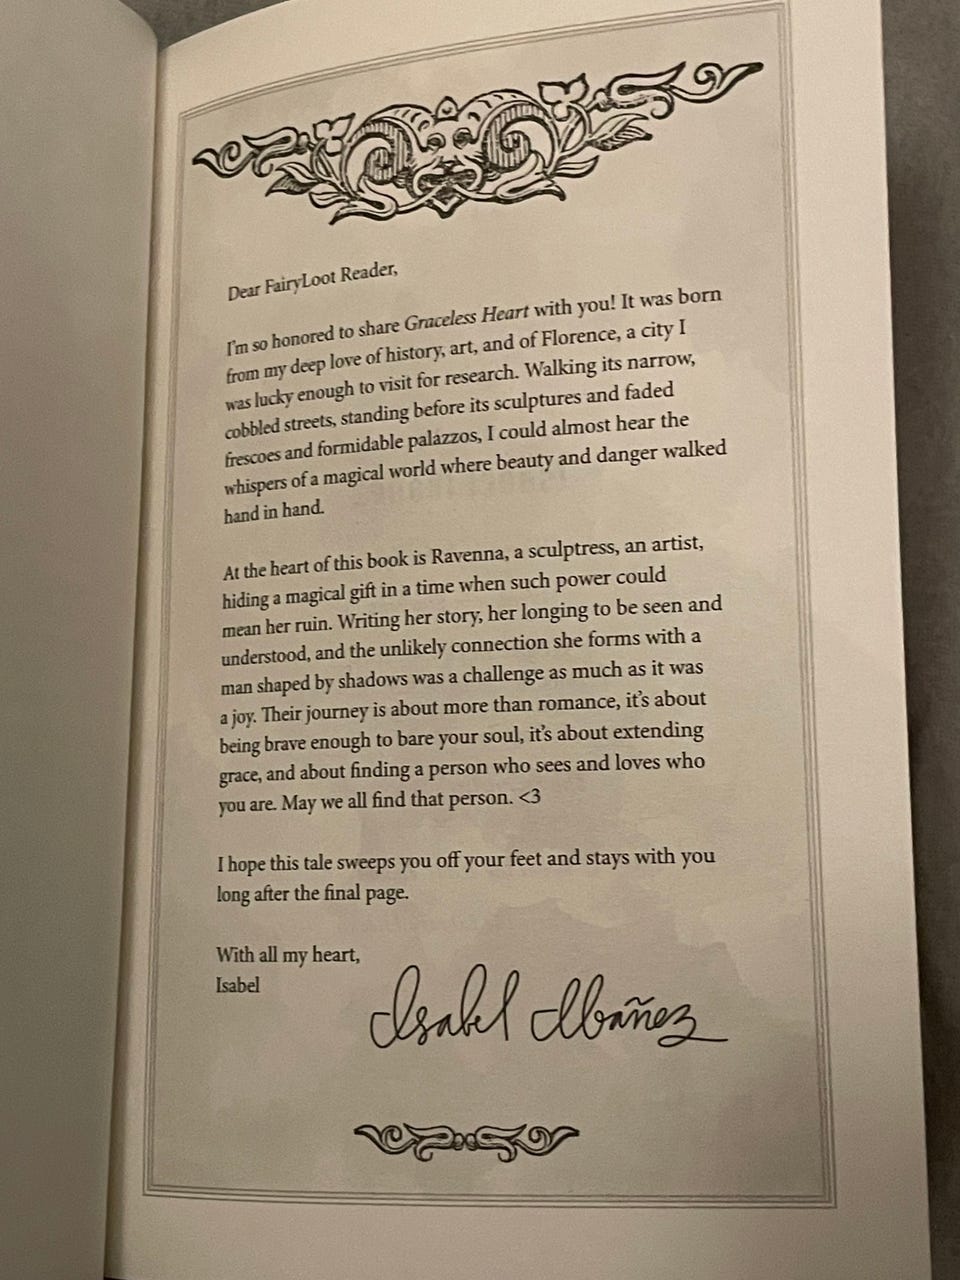 Dear FairyLoot Reader,
I'm so honored to share Graceless Heart with you! It was born
from my deep love of history, art, and of Florence, a city I
was lucky enough to visit for research. Walking its narrow,
cobbled streets, standing before its sculptures and faded
frescoes and formidable palazzos, I could almost hear the
whispers of a magical world where beauty and danger walked
hand in hand.
At the heart of this book is Ravenna, a sculptress, an artist,
hiding a magical gift in a time when such power could
mean her ruin. Writing her story, her longing to be seen and
understood, and the unlikely connection she forms with a
man shaped by shadows was a challenge as much as it was
a joy. Their journey is about more than romance, it's about
being brave enough to bare your soul, it's about extending
grace, and about finding a person who sees and loves who
you are. May we all find that person. <3
I hope this tale sweeps you off your feet and stays with you
long after the final page.
With all my heart,
Isabel
Isabel Ibañez